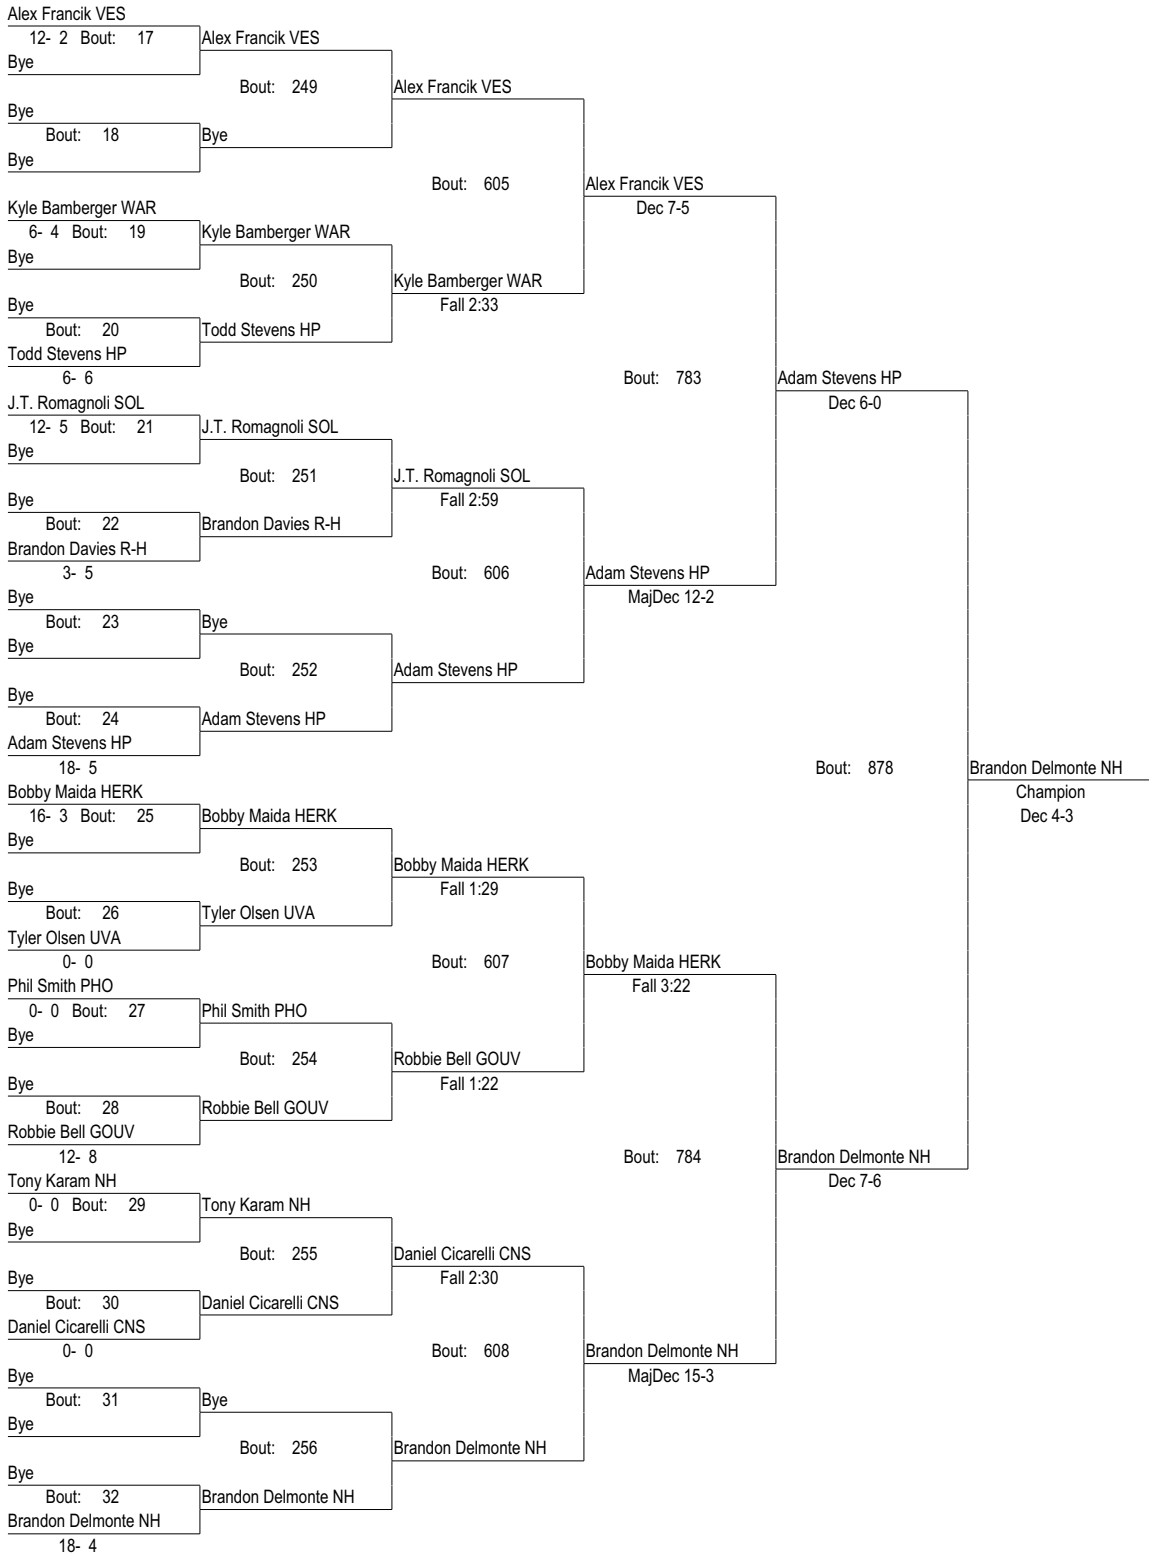 Alex Francik VES
12- 2 Bout: 17 Alex Francik VES
Bye
Bout: 249 Alex Francik VES
Bye
Bout: 18 Bye
Bye
Bout: 605 Alex Francik VES
Kyle Bamberger WAR Dec 7-5
6- 4 Bout: 19 Kyle Bamberger WAR
Bye
Bout: 250 Kyle Bamberger WAR
Bye Fall 2:33
Bout: 20 Todd Stevens HP
Todd Stevens HP
6- 6 Bout: 783 Adam Stevens HP
J.T. Romagnoli SOL Dec 6-0
12- 5 Bout: 21 J.T. Romagnoli SOL
Bye
Bout: 251 J.T. Romagnoli SOL
Bye Fall 2:59
Bout: 22 Brandon Davies R-H
Brandon Davies R-H
3- 5 Bout: 606 Adam Stevens HP
Bye MajDec 12-2
Bout: 23 Bye
Bye
Bout: 252 Adam Stevens HP
Bye
Bout: 24 Adam Stevens HP
Adam Stevens HP
18- 5 Bout: 878 Brandon Delmonte NH
Bobby Maida HERK Champion
16- 3 Bout: 25 Bobby Maida HERK Dec 4-3
Bye
Bout: 253 Bobby Maida HERK
Bye Fall 1:29
Bout: 26 Tyler Olsen UVA
Tyler Olsen UVA
0- 0 Bout: 607 Bobby Maida HERK
Phil Smith PHO Fall 3:22
0- 0 Bout: 27 Phil Smith PHO
Bye
Bout: 254 Robbie Bell GOUV
Bye Fall 1:22
Bout: 28 Robbie Bell GOUV
Robbie Bell GOUV
12- 8 Bout: 784 Brandon Delmonte NH
Tony Karam NH Dec 7-6
0- 0 Bout: 29 Tony Karam NH
Bye
Bout: 255 Daniel Cicarelli CNS
Bye Fall 2:30
Bout: 30 Daniel Cicarelli CNS
Daniel Cicarelli CNS
0- 0 Bout: 608 Brandon Delmonte NH
Bye MajDec 15-3
Bout: 31 Bye
Bye
Bout: 256 Brandon Delmonte NH
Bye
Bout: 32 Brandon Delmonte NH
Brandon Delmonte NH
18- 4